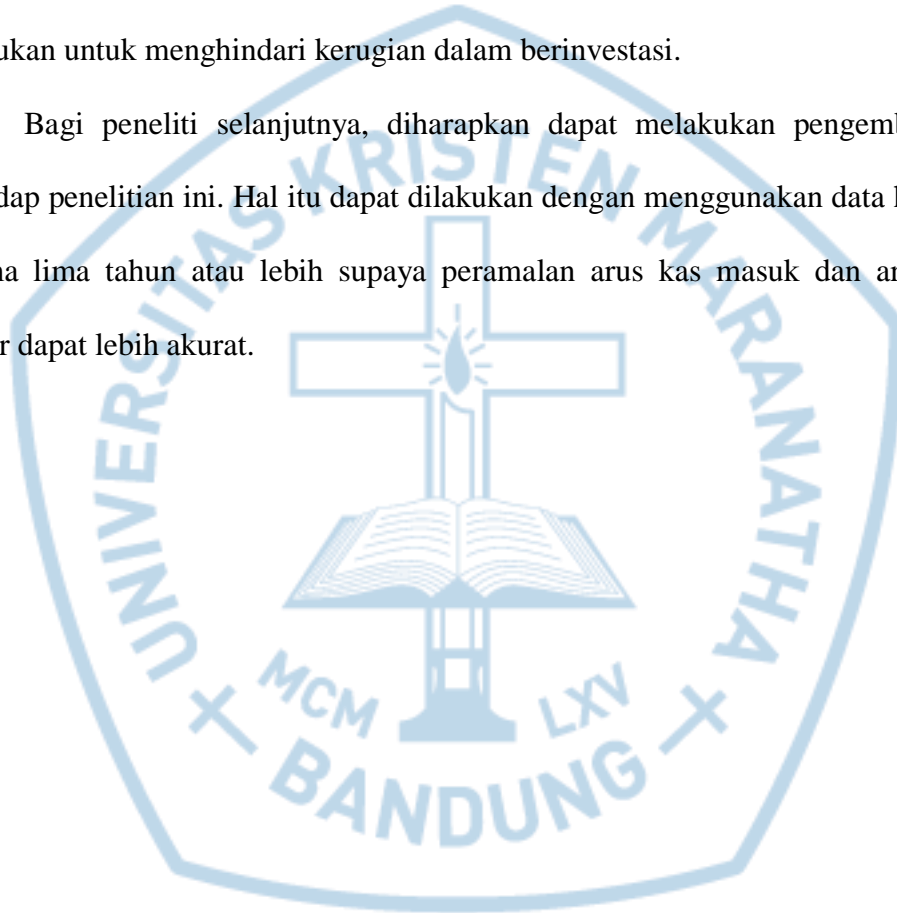 ukan untuk menghindari kerugian dalam berinvestasi.
Bagi peneliti selanjutnya, diharapkan dapat melakukan pengemb
dap penelitian ini. Hal itu dapat dilakukan dengan menggunakan data
na lima tahun atau lebih supaya peramalan arus kas masuk dan ar
r dapat lebih akurat.
UNIVERSITAS KRISTEN MARANATHA
MCM LXV
BANDUNG